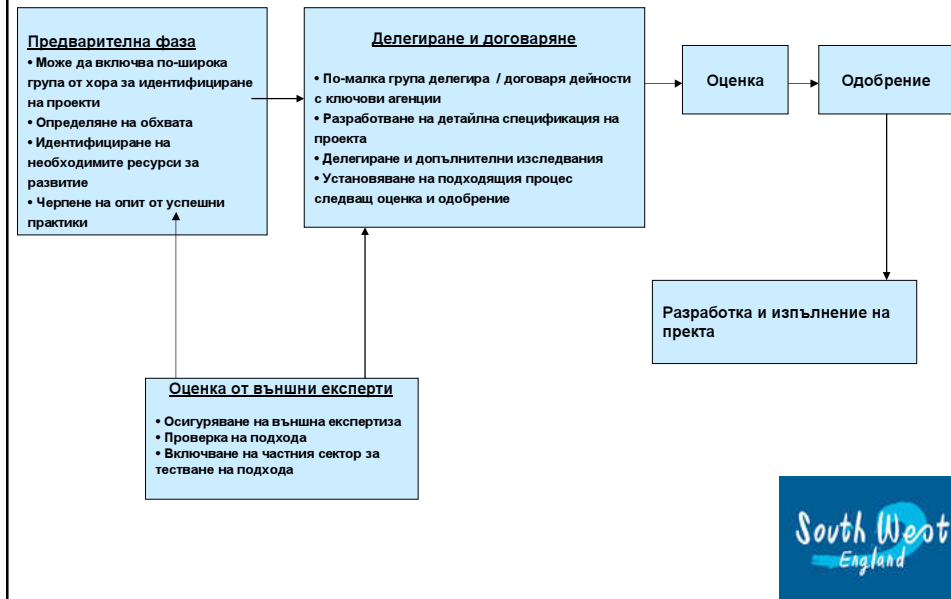 Предварителна фаза
• Може да включва по-широка
група от хора за идентифициране
на проекти
• Определяне на обхвата
• Идентифициране на
необходимите ресурси за
развитие
• Черпене на опит от успешни
практики
Делегиране и договаряне
• По-малка група делегира / договаря дейности
с ключови агенции
• Разработване на детайлна спецификация на
проекта
• Делегиране и допълнителни изследвания
• Установяване на подходящия процес
следващ оценка и одобрение
Оценка
Одобрение
Разработка и изпълнение на
пректа
Оценка от външни експерти
• Осигуряване на външна експертиза
• Проверка на подхода
• Включване на частния сектор за
тестване на подхода
South West
England